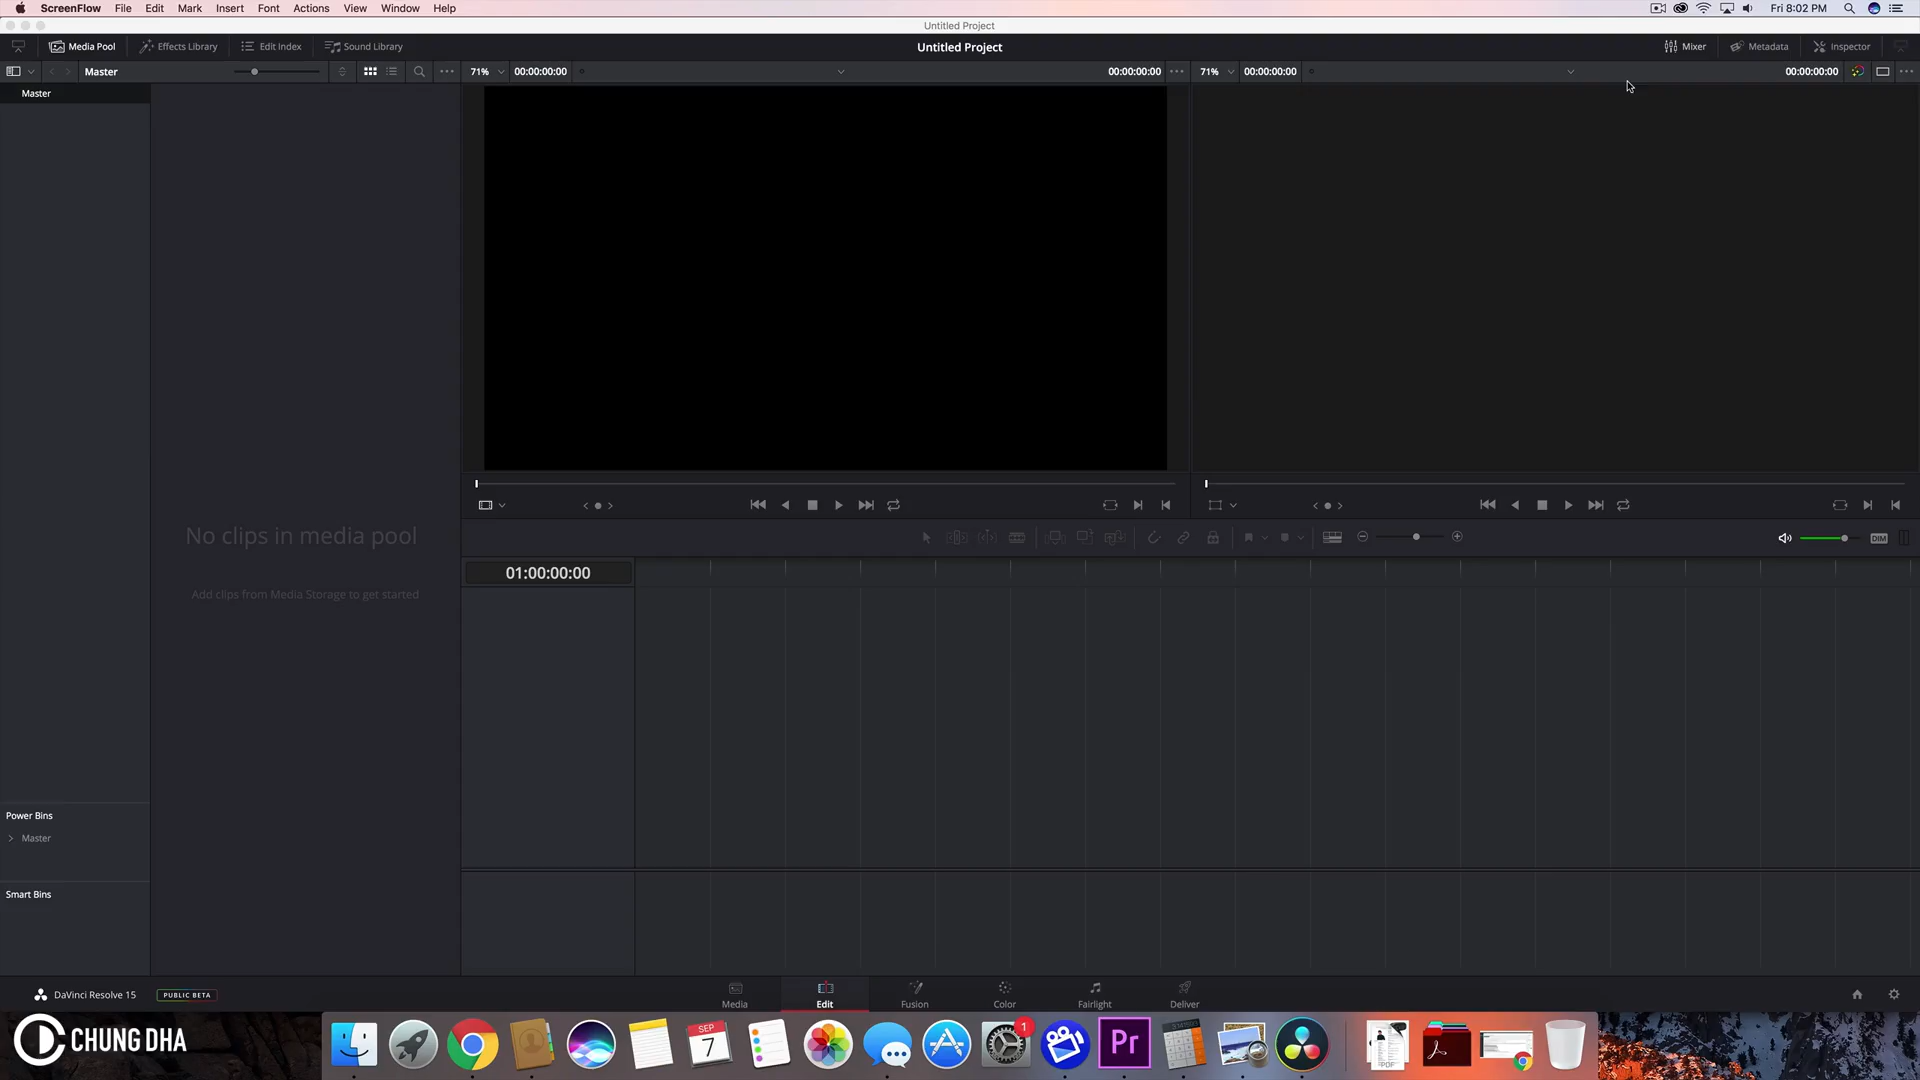 ScreenFlow File Edit Mark Insert Font Actions View Window Help Fri 8:02 PM
Untitled Project
Media Pool Effects Library Edit Index Sound Library Untitled Project Mixer Metadata Inspector
Master 71% 00:00:00:00 00:00:00:00 71% 00:00:00:00 00:00:00:00
Master
No clips in media pool
DIM
01:00:00:00
Add clips from Media Storage to get started
Power Bins
Master
Smart Bins
DaVinci Resolve 15 PUBLIC BETA Media Edit Fusion Color Fairlight Deliver
CHUNG DHA
SEP
7
1
Pr
PDF